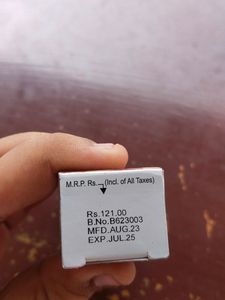 M.R.P. Rs. (Incl. of All Taxes)
Rs.121.00
B.No.B623003
MFD.AUG.23
EXP.JUL.25